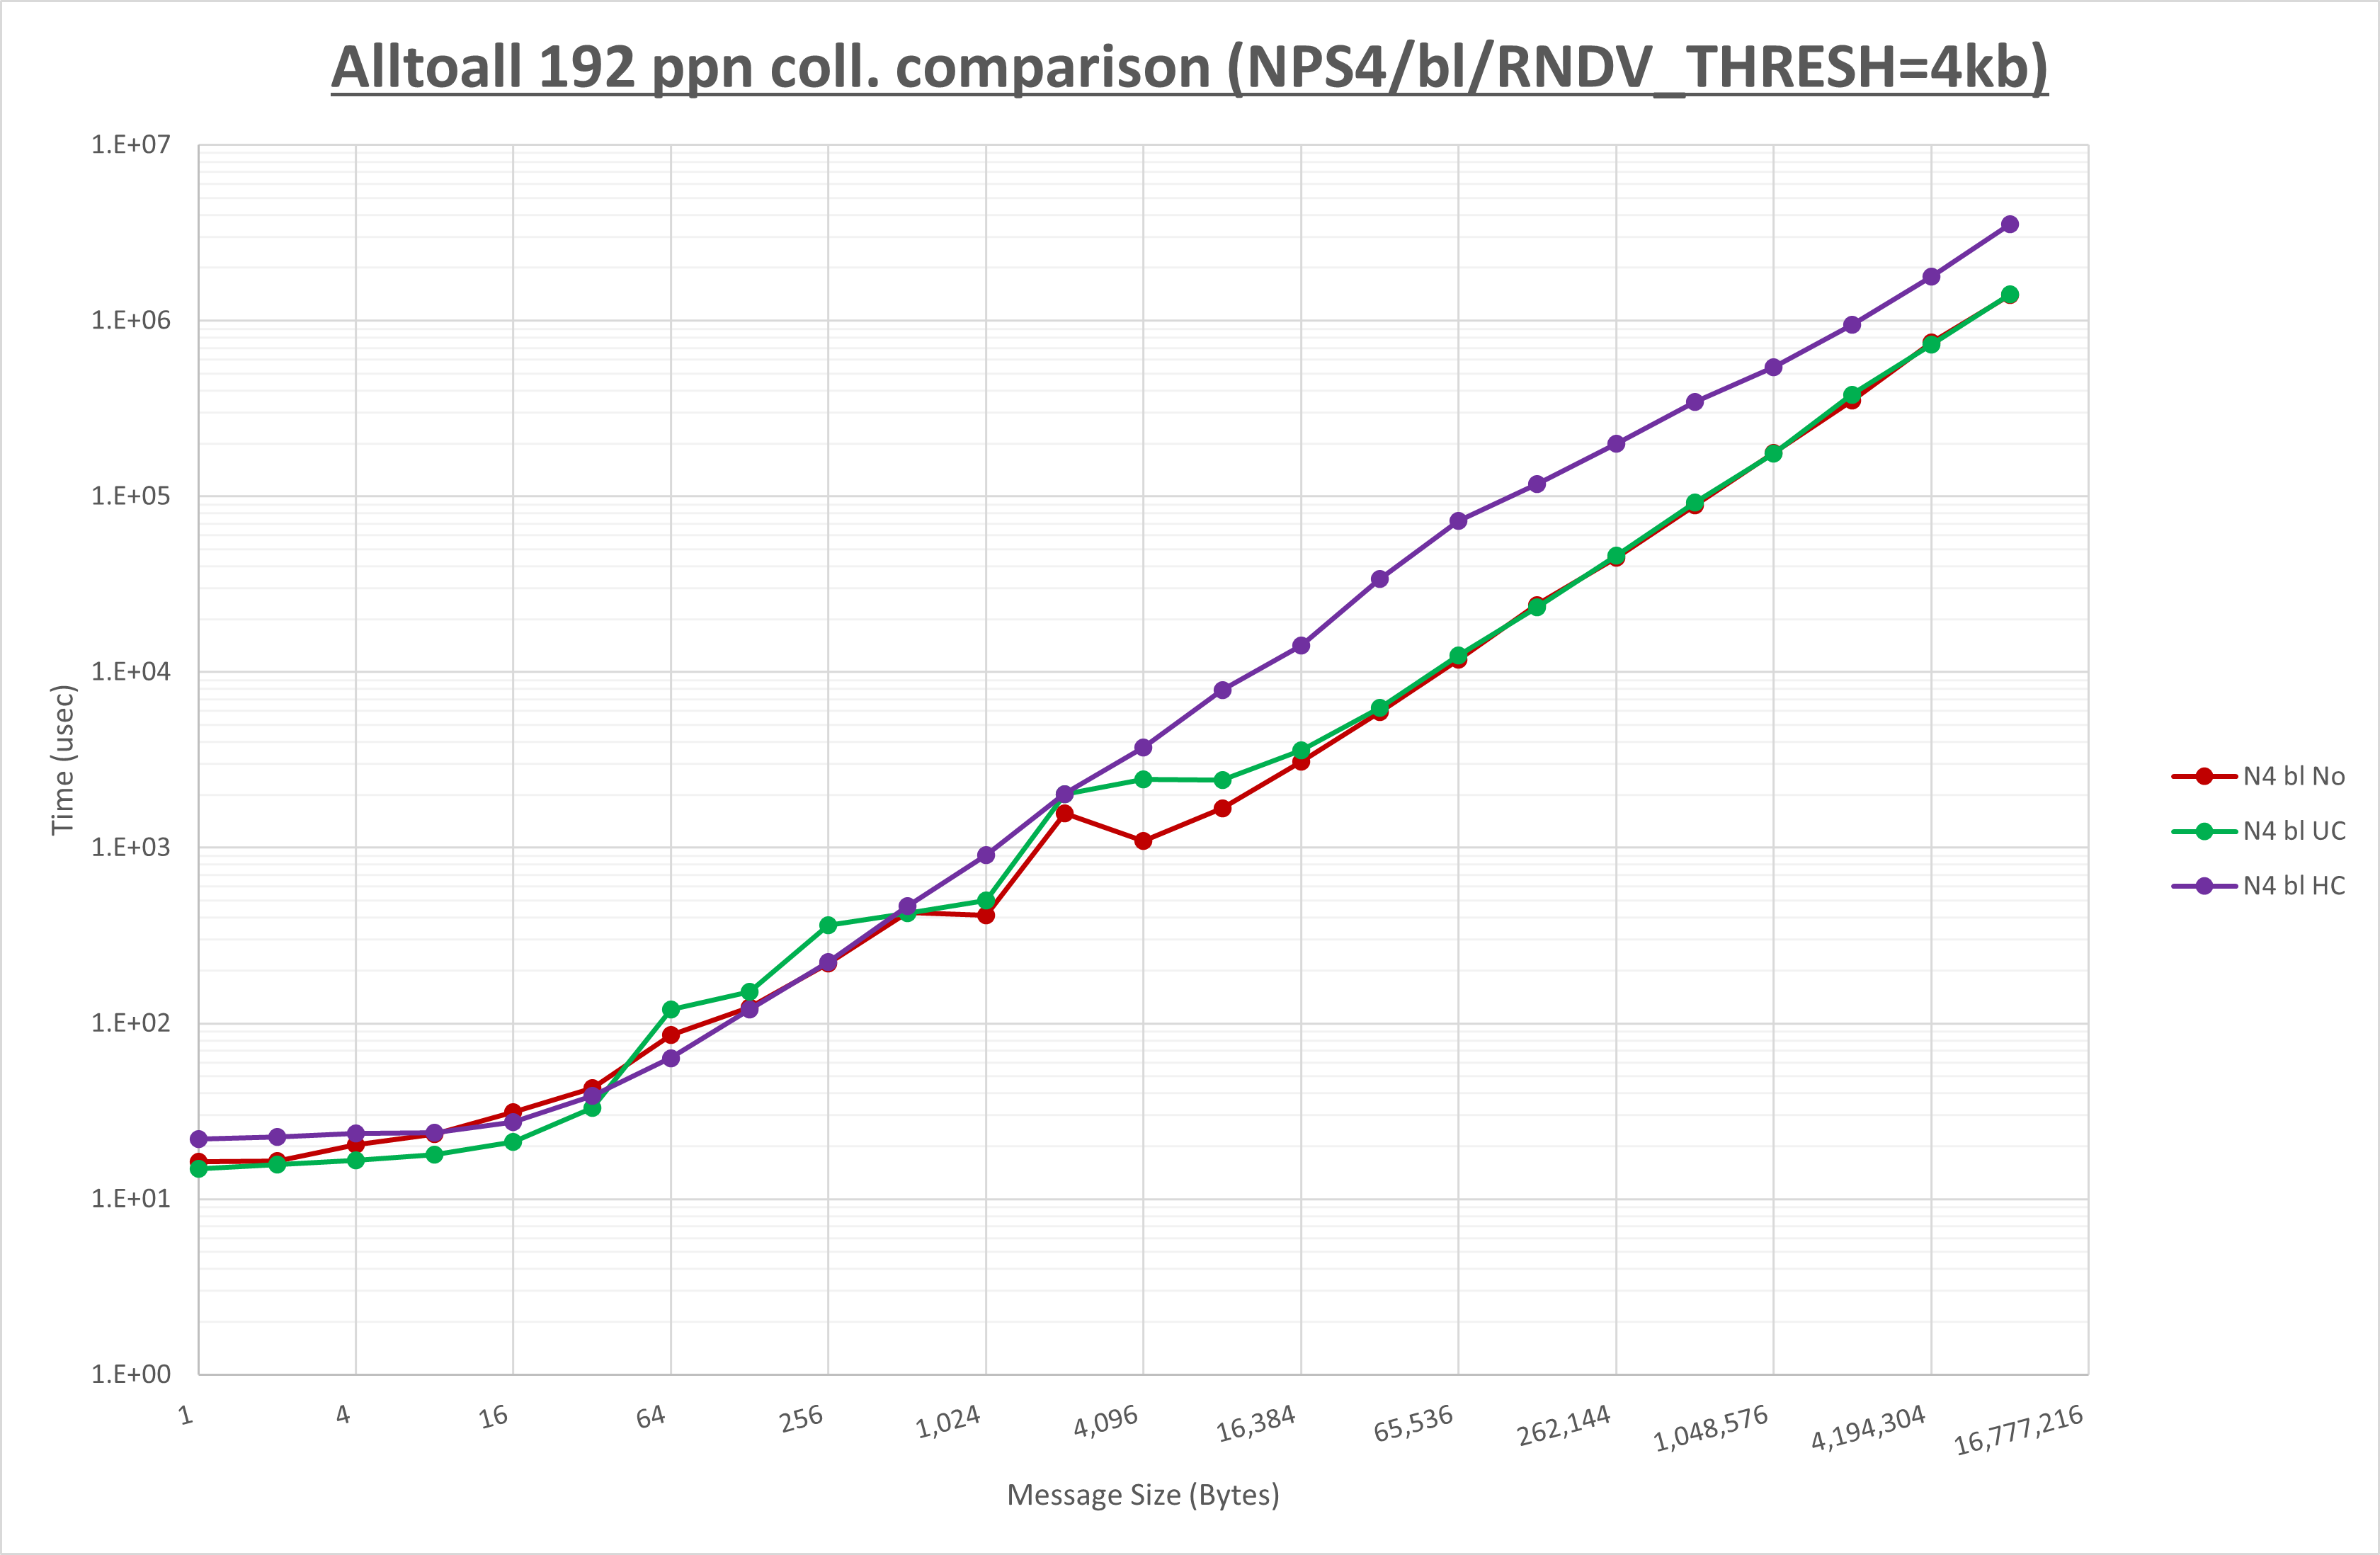 Alltoall 192 ppn coll. comparison (NPS4/bl/RNDV_THRESH=4kb)
1.E+07
1.E+06
1.E+05
1.E+04
1.E+03
1.E+02
1.E+01
1.E+00
Time (usec)
1 4 16 64 256 1,024 4,096 16,384 65,536 262,144 1,048,576 4,194,304 16,777,216
Message Size (Bytes)
N4 bl No
N4 bl UC
N4 bl HC